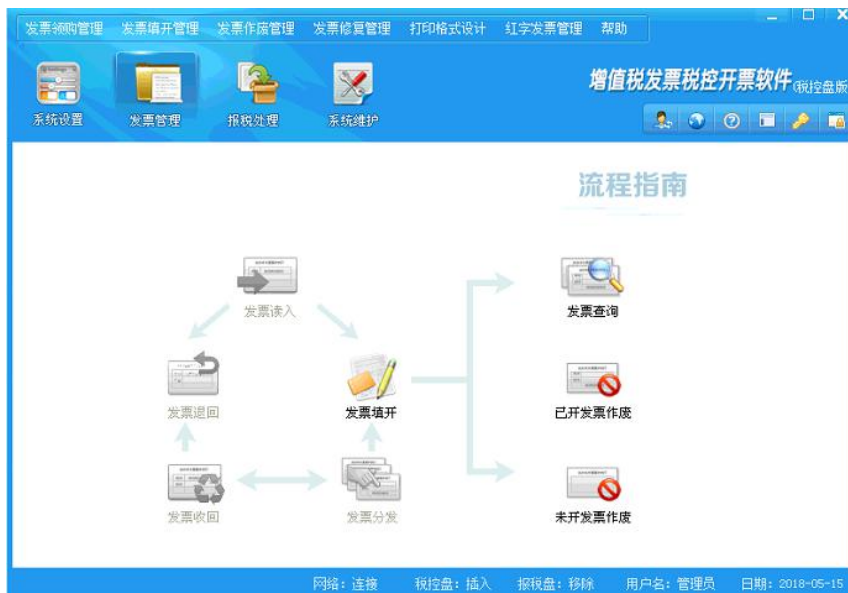 发票领购管理 发票填开管理 发票作废管理 发票修复管理 打印格式设计 红字发票管理 帮助
系统设置 发票管理 报税处理 系统维护
增值税发票税控开票软件(税控盘版
流程指南
发票读入
发票查询
发票退回 发票填开 已开发票作废
发票收回 发票分发 未开发票作废
网络:连接 税控盘:插入 报税盘:移除 用户名:管理员 日期:2018-05-15